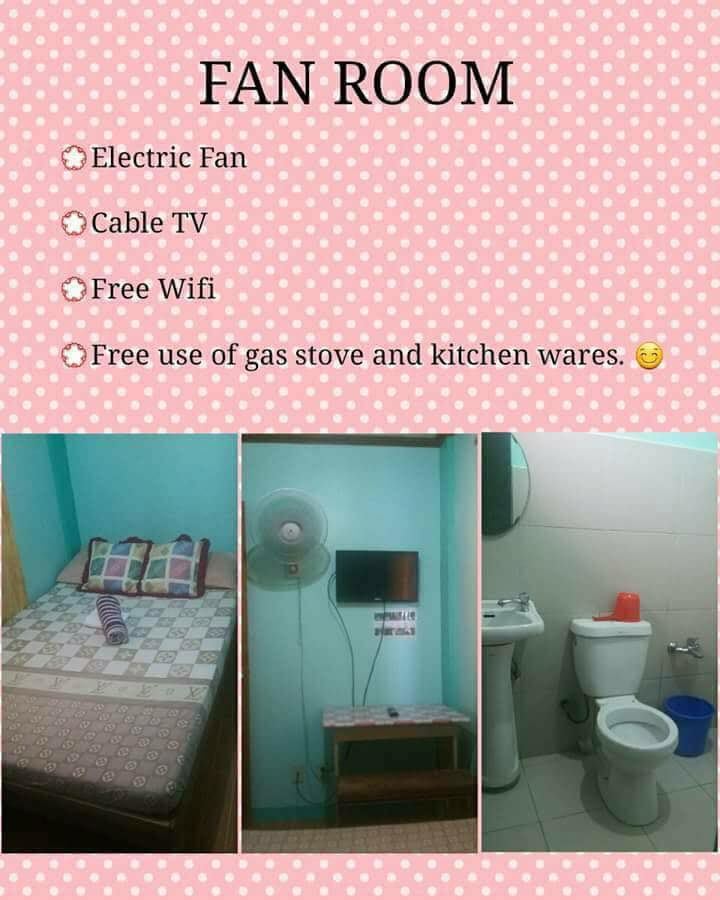 FAN ROOM
Electric Fan
Cable TV
Free Wifi
Free use of gas stove and kitchen wares. 😊